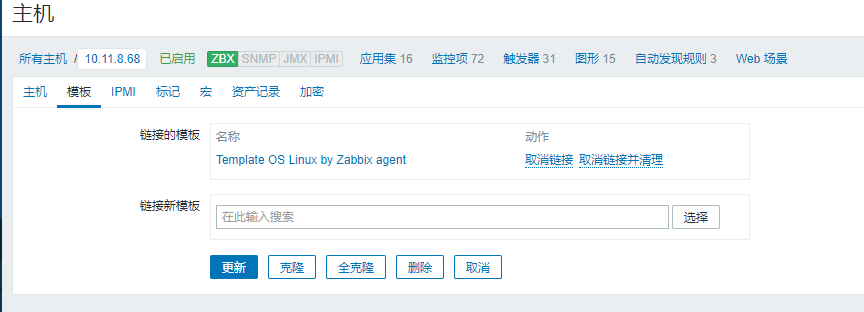 主机
所有主机 / 10.11.8.68 已启用 ZBX SNMP JMX IPMI 应用集 16 监控项 72 触发器 31 图形 15 自动发现规则 3 Web 场景
主机 模板 IPMI 标记 宏 资产记录 加密
链接的模板 名称 动作
Template OS Linux by Zabbix agent 取消链接 取消链接并清理
链接新模板 在此输入搜索 选择
更新 克隆 全克隆 删除 取消